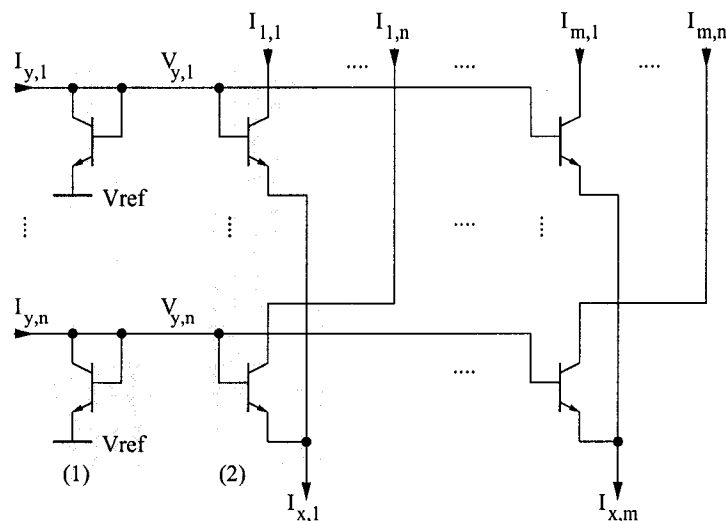 I1,1 I1,n Im,1 Im,n
Iy,1 Vy,1 .... .... ....
Vref
.... .... .... ....
Iy,n Vy,n
....
Vref
(1) (2)
Ix,1 Ix,m